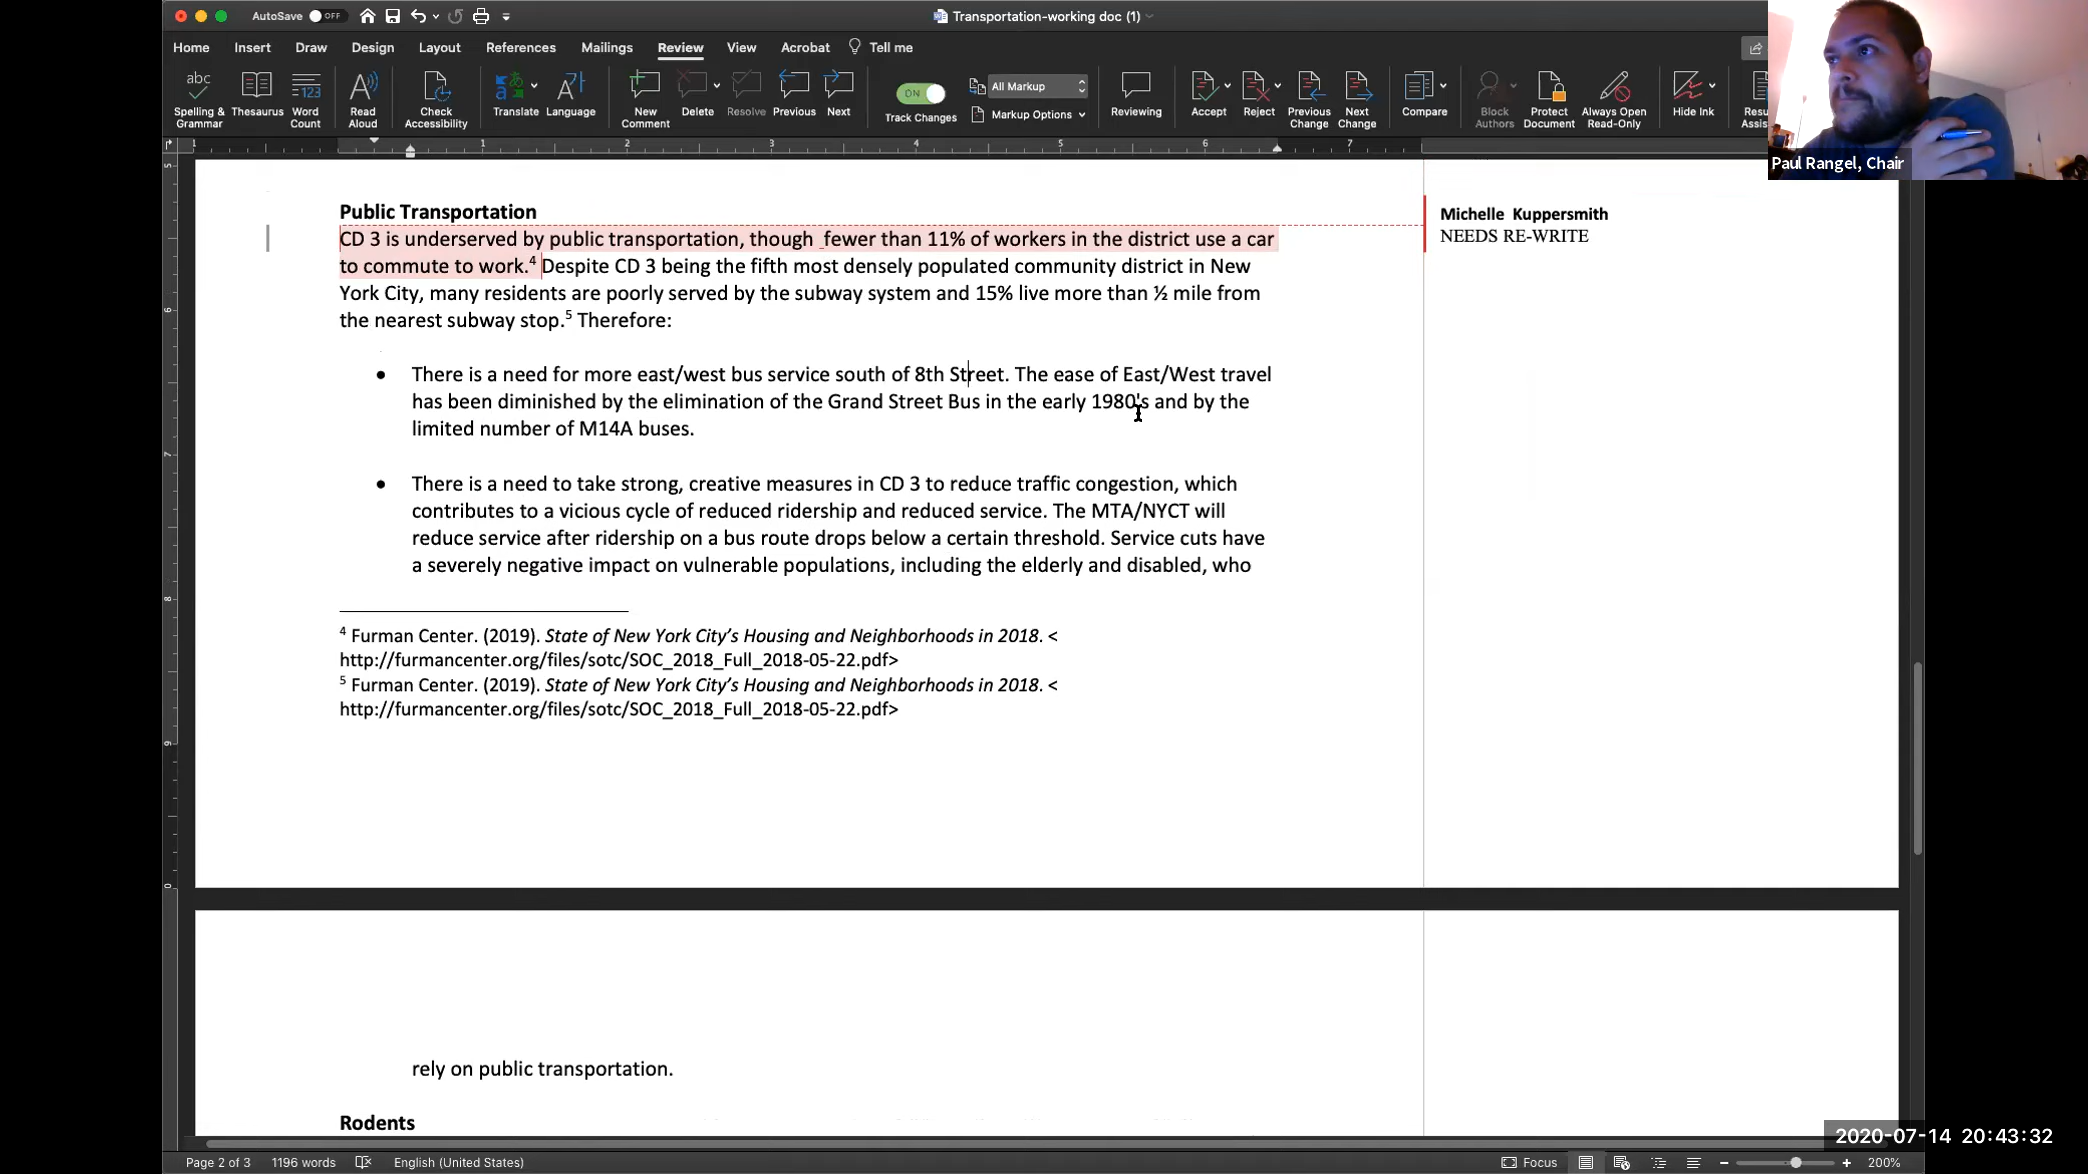 AutoSave OFF
Transportation-working doc (1)
Home Insert Draw Design Layout References Mailings Review View Acrobat Tell me
abc
Spelling & Grammar
Thesaurus
123
Word Count
Read Aloud
Check Accessibility
Translate
Language
New Comment
Delete
Resolve
Previous
Next
ON
Track Changes
All Markup
Markup Options
Reviewing
Accept
Reject
Previous Change
Next Change
Compare
Block Authors
Protect Document
Always Open Read-Only
Hide Ink
Paul Rangel, Chair
1 1 2 3 4 5 6 7
Public Transportation
CD 3 is underserved by public transportation, though fewer than 11% of workers in the district use a car
to commute to work.4 Despite CD 3 being the fifth most densely populated community district in New
York City, many residents are poorly served by the subway system and 15% live more than ½ mile from
the nearest subway stop.5 Therefore:
Michelle Kuppersmith
NEEDS RE-WRITE
• There is a need for more east/west bus service south of 8th Street. The ease of East/West travel
has been diminished by the elimination of the Grand Street Bus in the early 1980's and by the
limited number of M14A buses.
• There is a need to take strong, creative measures in CD 3 to reduce traffic congestion, which
contributes to a vicious cycle of reduced ridership and reduced service. The MTA/NYCT will
reduce service after ridership on a bus route drops below a certain threshold. Service cuts have
a severely negative impact on vulnerable populations, including the elderly and disabled, who
4 Furman Center. (2019). State of New York City's Housing and Neighborhoods in 2018. <
http://furmancenter.org/files/sotc/SOC_2018_Full_2018-05-22.pdf>
5 Furman Center. (2019). State of New York City's Housing and Neighborhoods in 2018. <
http://furmancenter.org/files/sotc/SOC_2018_Full_2018-05-22.pdf>
rely on public transportation.
Rodents
2020-07-14 20:43:32
Page 2 of 3 1196 words English (United States) Focus 200%